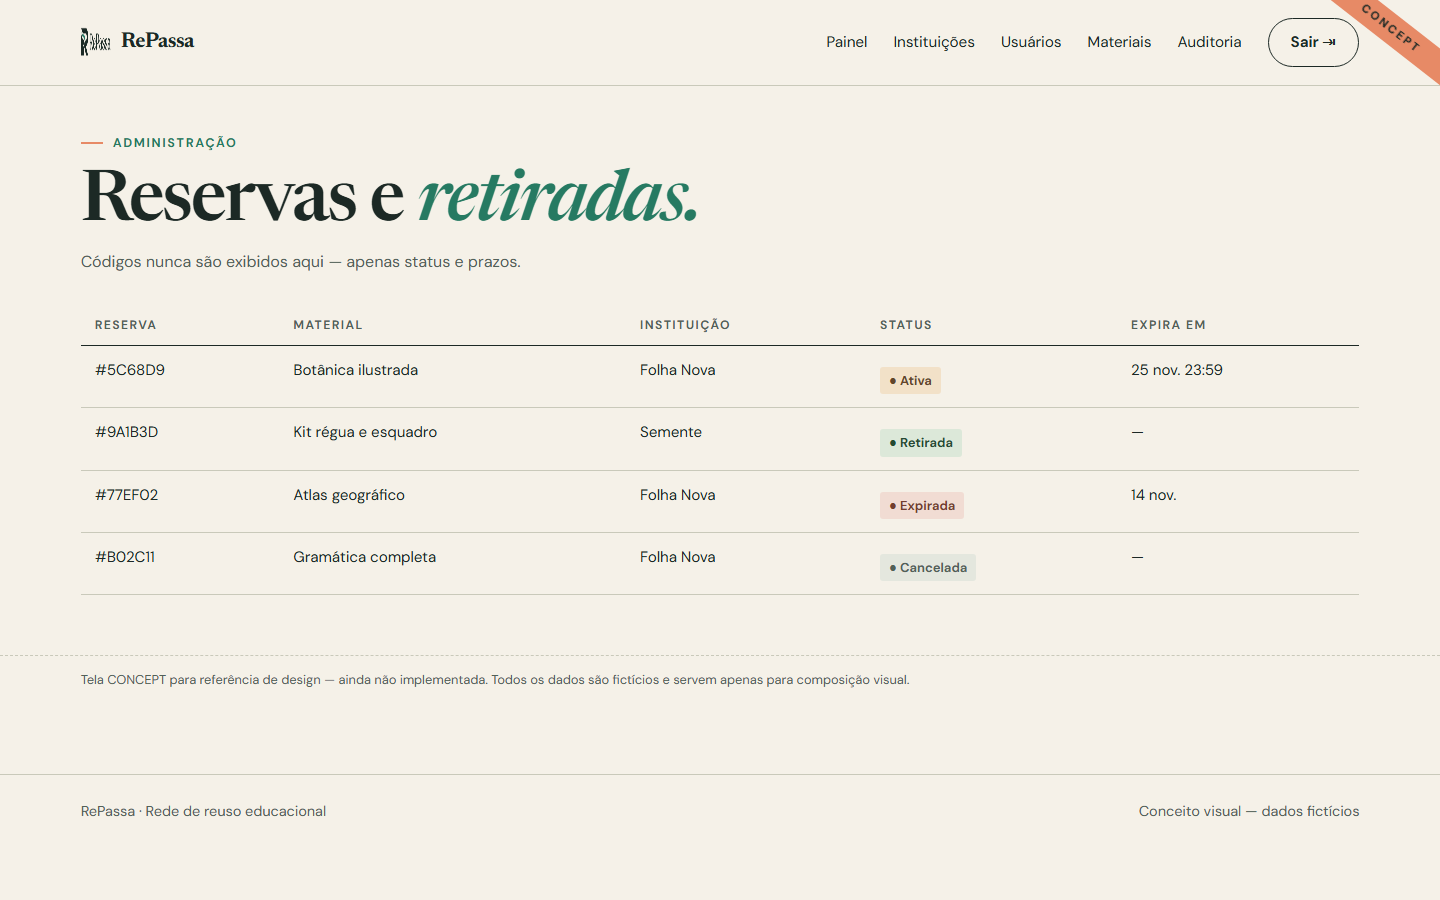 RePassa
Painel Instituições Usuários Materiais Auditoria Sair ⇥
CONCEPT
ADMINISTRAÇÃO
Reservas e retiradas.
Códigos nunca são exibidos aqui — apenas status e prazos.
RESERVA MATERIAL INSTITUIÇÃO STATUS EXPIRA EM
#5C68D9 Botânica ilustrada Folha Nova ● Ativa 25 nov. 23:59
#9A1B3D Kit régua e esquadro Semente ● Retirada —
#77EF02 Atlas geográfico Folha Nova ● Expirada 14 nov.
#B02C11 Gramática completa Folha Nova ● Cancelada —
Tela CONCEPT para referência de design — ainda não implementada. Todos os dados são fictícios e servem apenas para composição visual.
RePassa · Rede de reuso educacional
Conceito visual — dados fictícios